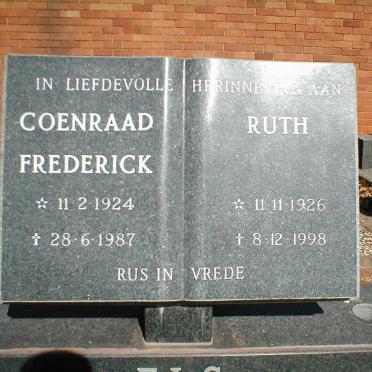 IN LIEFDEVOLLE HERINNERING AAN
COENRAAD FREDERICK
☆ 11·2·1924
✝ 28·6·1987
RUTH
☆ 11·11·1926
✝ 8·12·1998
RUS IN VREDE